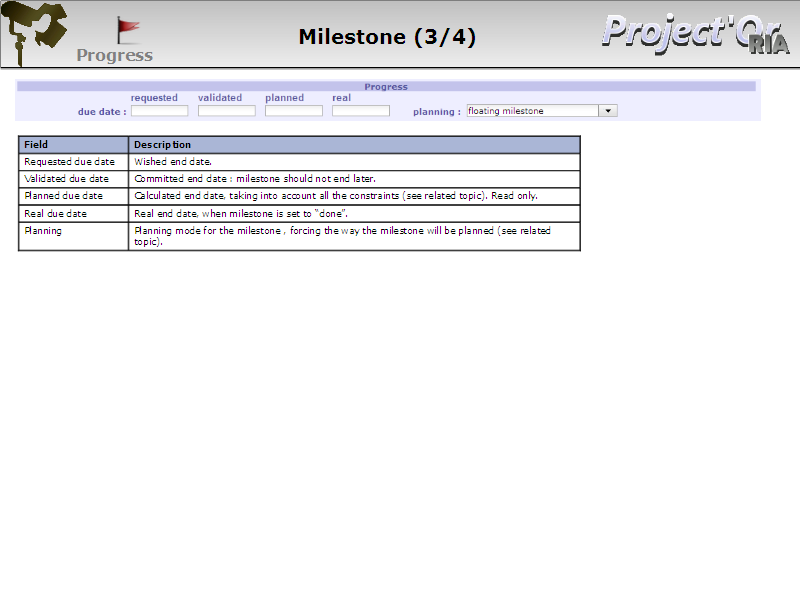 Milestone (3/4)
Project'Or
RIA
Progress
Progress
requested validated planned real
due date : planning : floating milestone
Field Description
Requested due date Wished end date.
Validated due date Committed end date : milestone should not end later.
Planned due date Calculated end date, taking into account all the constraints (see related topic). Read only.
Real due date Real end date, when milestone is set to “done”.
Planning Planning mode for the milestone , forcing the way the milestone will be planned (see related
topic).